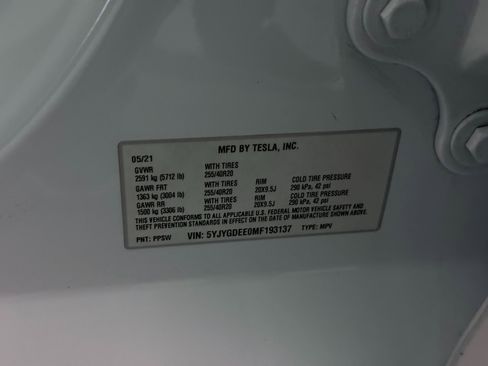 MFD BY TESLA, INC.
05/21
GVWR WITH TIRES
2591 kg (5712 lb) 255/40R20
GAWR FRT WITH TIRES RIM COLD TIRE PRESSURE
1363 kg (3004 lb) 255/40R20 20X9.5J 290 kPa, 42 psi
GAWR RR WITH TIRES RIM COLD TIRE PRESSURE
1500 kg (3306 lb) 255/40R20 20X9.5J 290 kPa, 42 psi
THIS VEHICLE CONFORMS TO ALL APPLICABLE U.S. FEDERAL MOTOR VEHICLE SAFETY AND
THEFT PREVENTION STANDARDS IN EFFECT ON THE DATE OF MANUFACTURE SHOWN ABOVE.
PNT: PPSW VIN: 5YJYGDEE0MF193137 TYPE: MPV